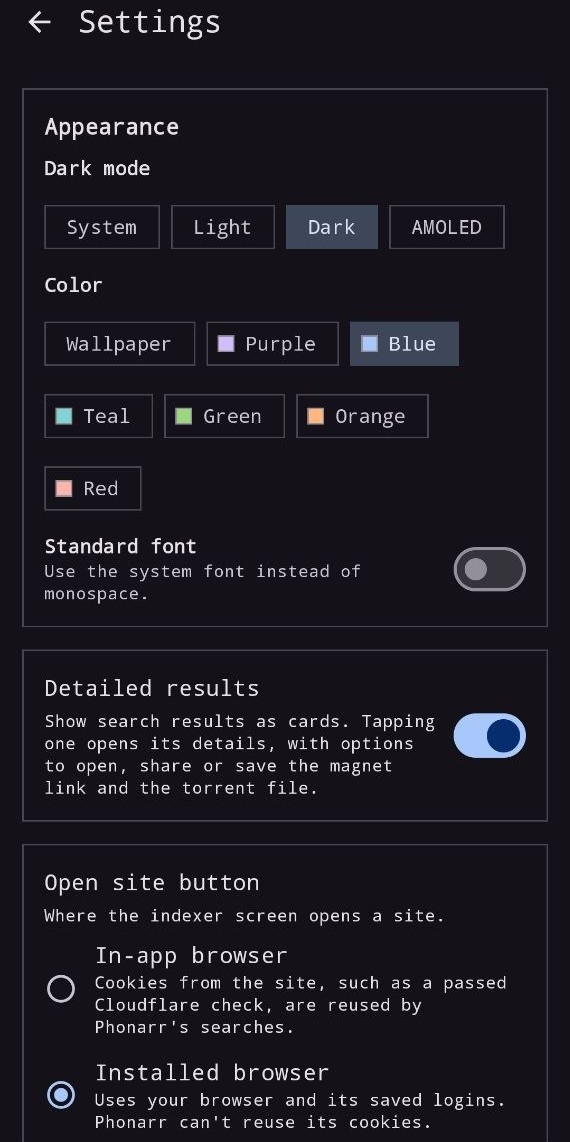 Settings
Appearance
Dark mode
System Light Dark AMOLED
Color
Wallpaper Purple Blue
Teal Green Orange
Red
Standard font
Use the system font instead of
monospace.
Detailed results
Show search results as cards. Tapping
one opens its details, with options
to open, share or save the magnet
link and the torrent file.
Open site button
Where the indexer screen opens a site.
In-app browser
Cookies from the site, such as a passed
Cloudflare check, are reused by
Phonarr's searches.
Installed browser
Uses your browser and its saved logins.
Phonarr can't reuse its cookies.